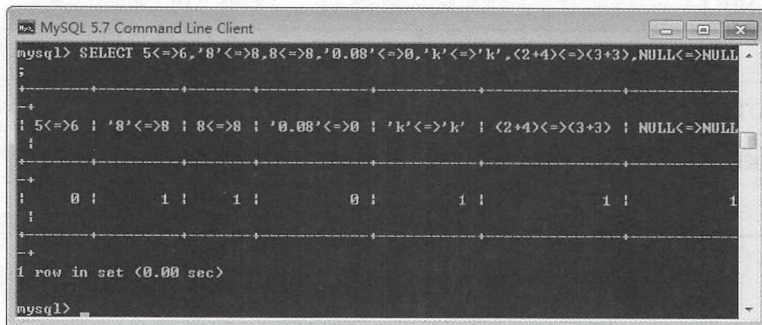 MySQL 5.7 Command Line Client
mysql> SELECT 5<=>6,'8'<=>8,8<=>8,'0.08'<=>0,'k'<=>'k',(2+4)<=>(3+3),NULL<=>NULL
;
+-------+---------+-------+-----------+----------+---------------+-----------
-+
| 5<=>6 | '8'<=>8 | 8<=>8 | '0.08'<=>0 | 'k'<=>'k' | (2+4)<=>(3+3) | NULL<=>NULL
 |
+-------+---------+-------+-----------+----------+---------------+-----------
-+
|     0 |       1 |     1 |          0 |         1 |             1 |           1
 |
+-------+---------+-------+-----------+----------+---------------+-----------
-+
1 row in set (0.00 sec)
mysql>